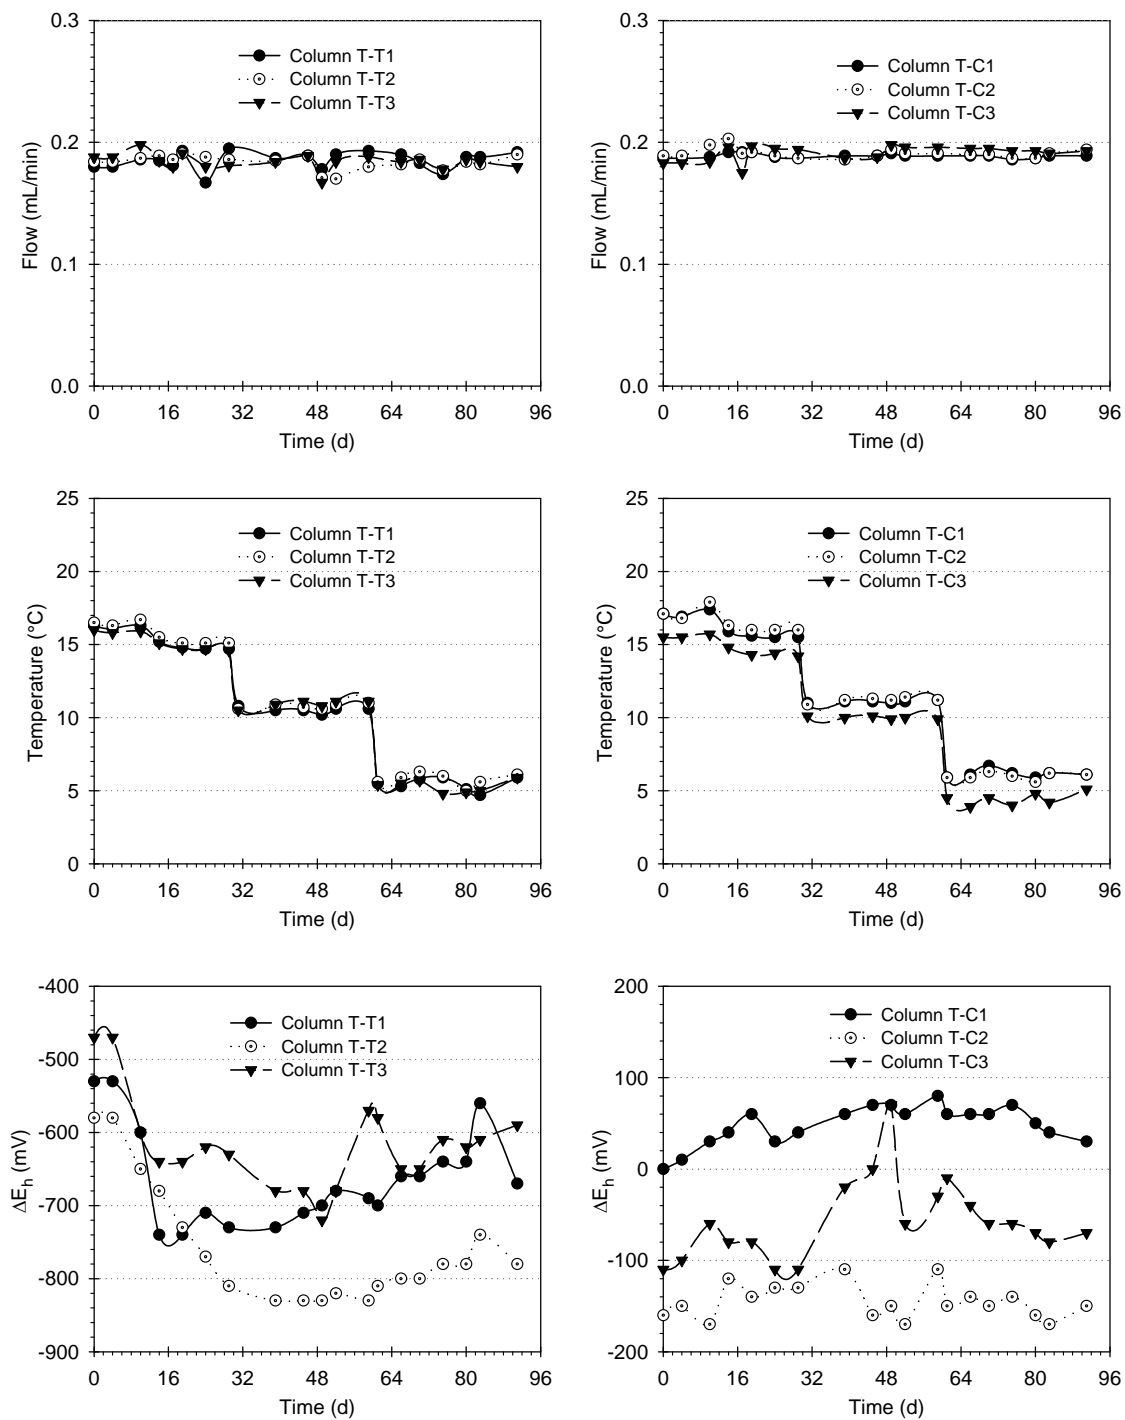 0.3
0.2
0.1
0.0
Flow (mL/min)
Column T-T1
Column T-T2
Column T-T3
0 16 32 48 64 80 96
Time (d)
0.3
0.2
0.1
0.0
Flow (mL/min)
Column T-C1
Column T-C2
Column T-C3
0 16 32 48 64 80 96
Time (d)
25
20
15
10
5
0
Temperature (°C)
Column T-T1
Column T-T2
Column T-T3
0 16 32 48 64 80 96
Time (d)
25
20
15
10
5
0
Temperature (°C)
Column T-C1
Column T-C2
Column T-C3
0 16 32 48 64 80 96
Time (d)
-400
-500
-600
-700
-800
-900
ΔEh (mV)
Column T-T1
Column T-T2
Column T-T3
0 16 32 48 64 80 96
Time (d)
200
100
0
-100
-200
ΔEh (mV)
Column T-C1
Column T-C2
Column T-C3
0 16 32 48 64 80 96
Time (d)